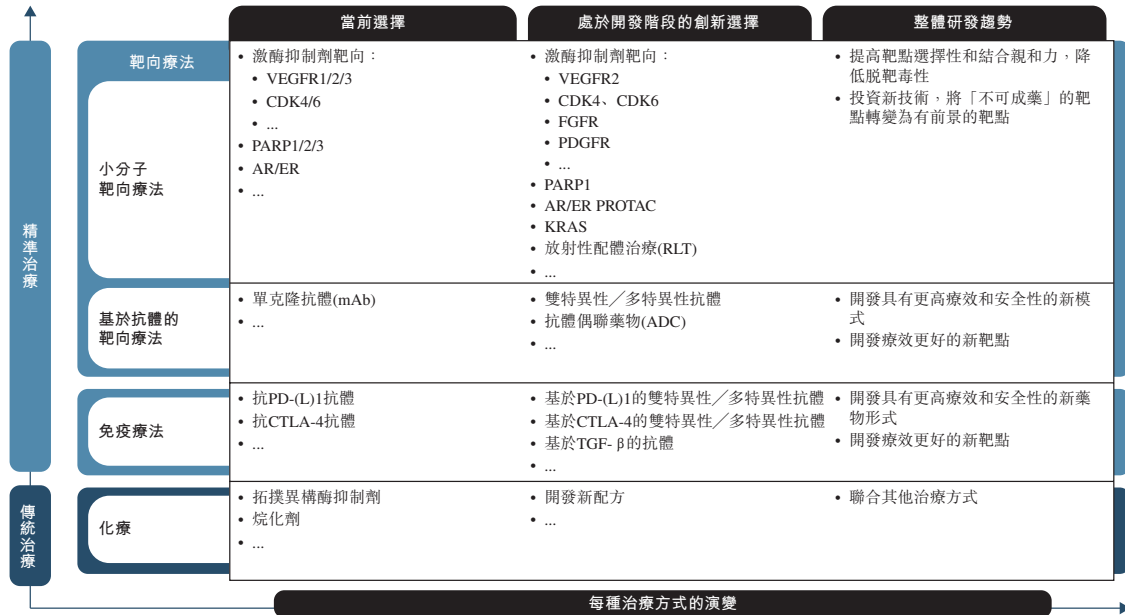 當前選擇
處於開發階段的創新選擇
整體研發趨勢
精準治療
靶向療法
小分子
靶向療法
• 激酶抑制劑靶向：
• VEGFR1/2/3
• CDK4/6
• ...
• PARP1/2/3
• AR/ER
• ...
• 激酶抑制劑靶向：
• VEGFR2
• CDK4、CDK6
• FGFR
• PDGFR
• ...
• PARP1
• AR/ER PROTAC
• KRAS
• 放射性配體治療(RLT)
• ...
• 提高靶點選擇性和結合親和力，降
低脫靶毒性
• 投資新技術，將「不可成藥」的靶
點轉變為有前景的靶點
基於抗體的
靶向療法
• 單克隆抗體(mAb)
• ...
• 雙特異性╱多特異性抗體
• 抗體偶聯藥物(ADC)
• ...
• 開發具有更高療效和安全性的新模
式
• 開發療效更好的新靶點
免疫療法
• 抗PD-(L)1抗體
• 抗CTLA-4抗體
• ...
• 基於PD-(L)1的雙特異性╱多特異性抗體
• 基於CTLA-4的雙特異性╱多特異性抗體
• 基於TGF- β的抗體
• ...
• 開發具有更高療效和安全性的新藥
物形式
• 開發療效更好的新靶點
傳統治療
化療
• 拓撲異構酶抑制劑
• 烷化劑
• ...
• 開發新配方
• ...
• 聯合其他治療方式
每種治療方式的演變